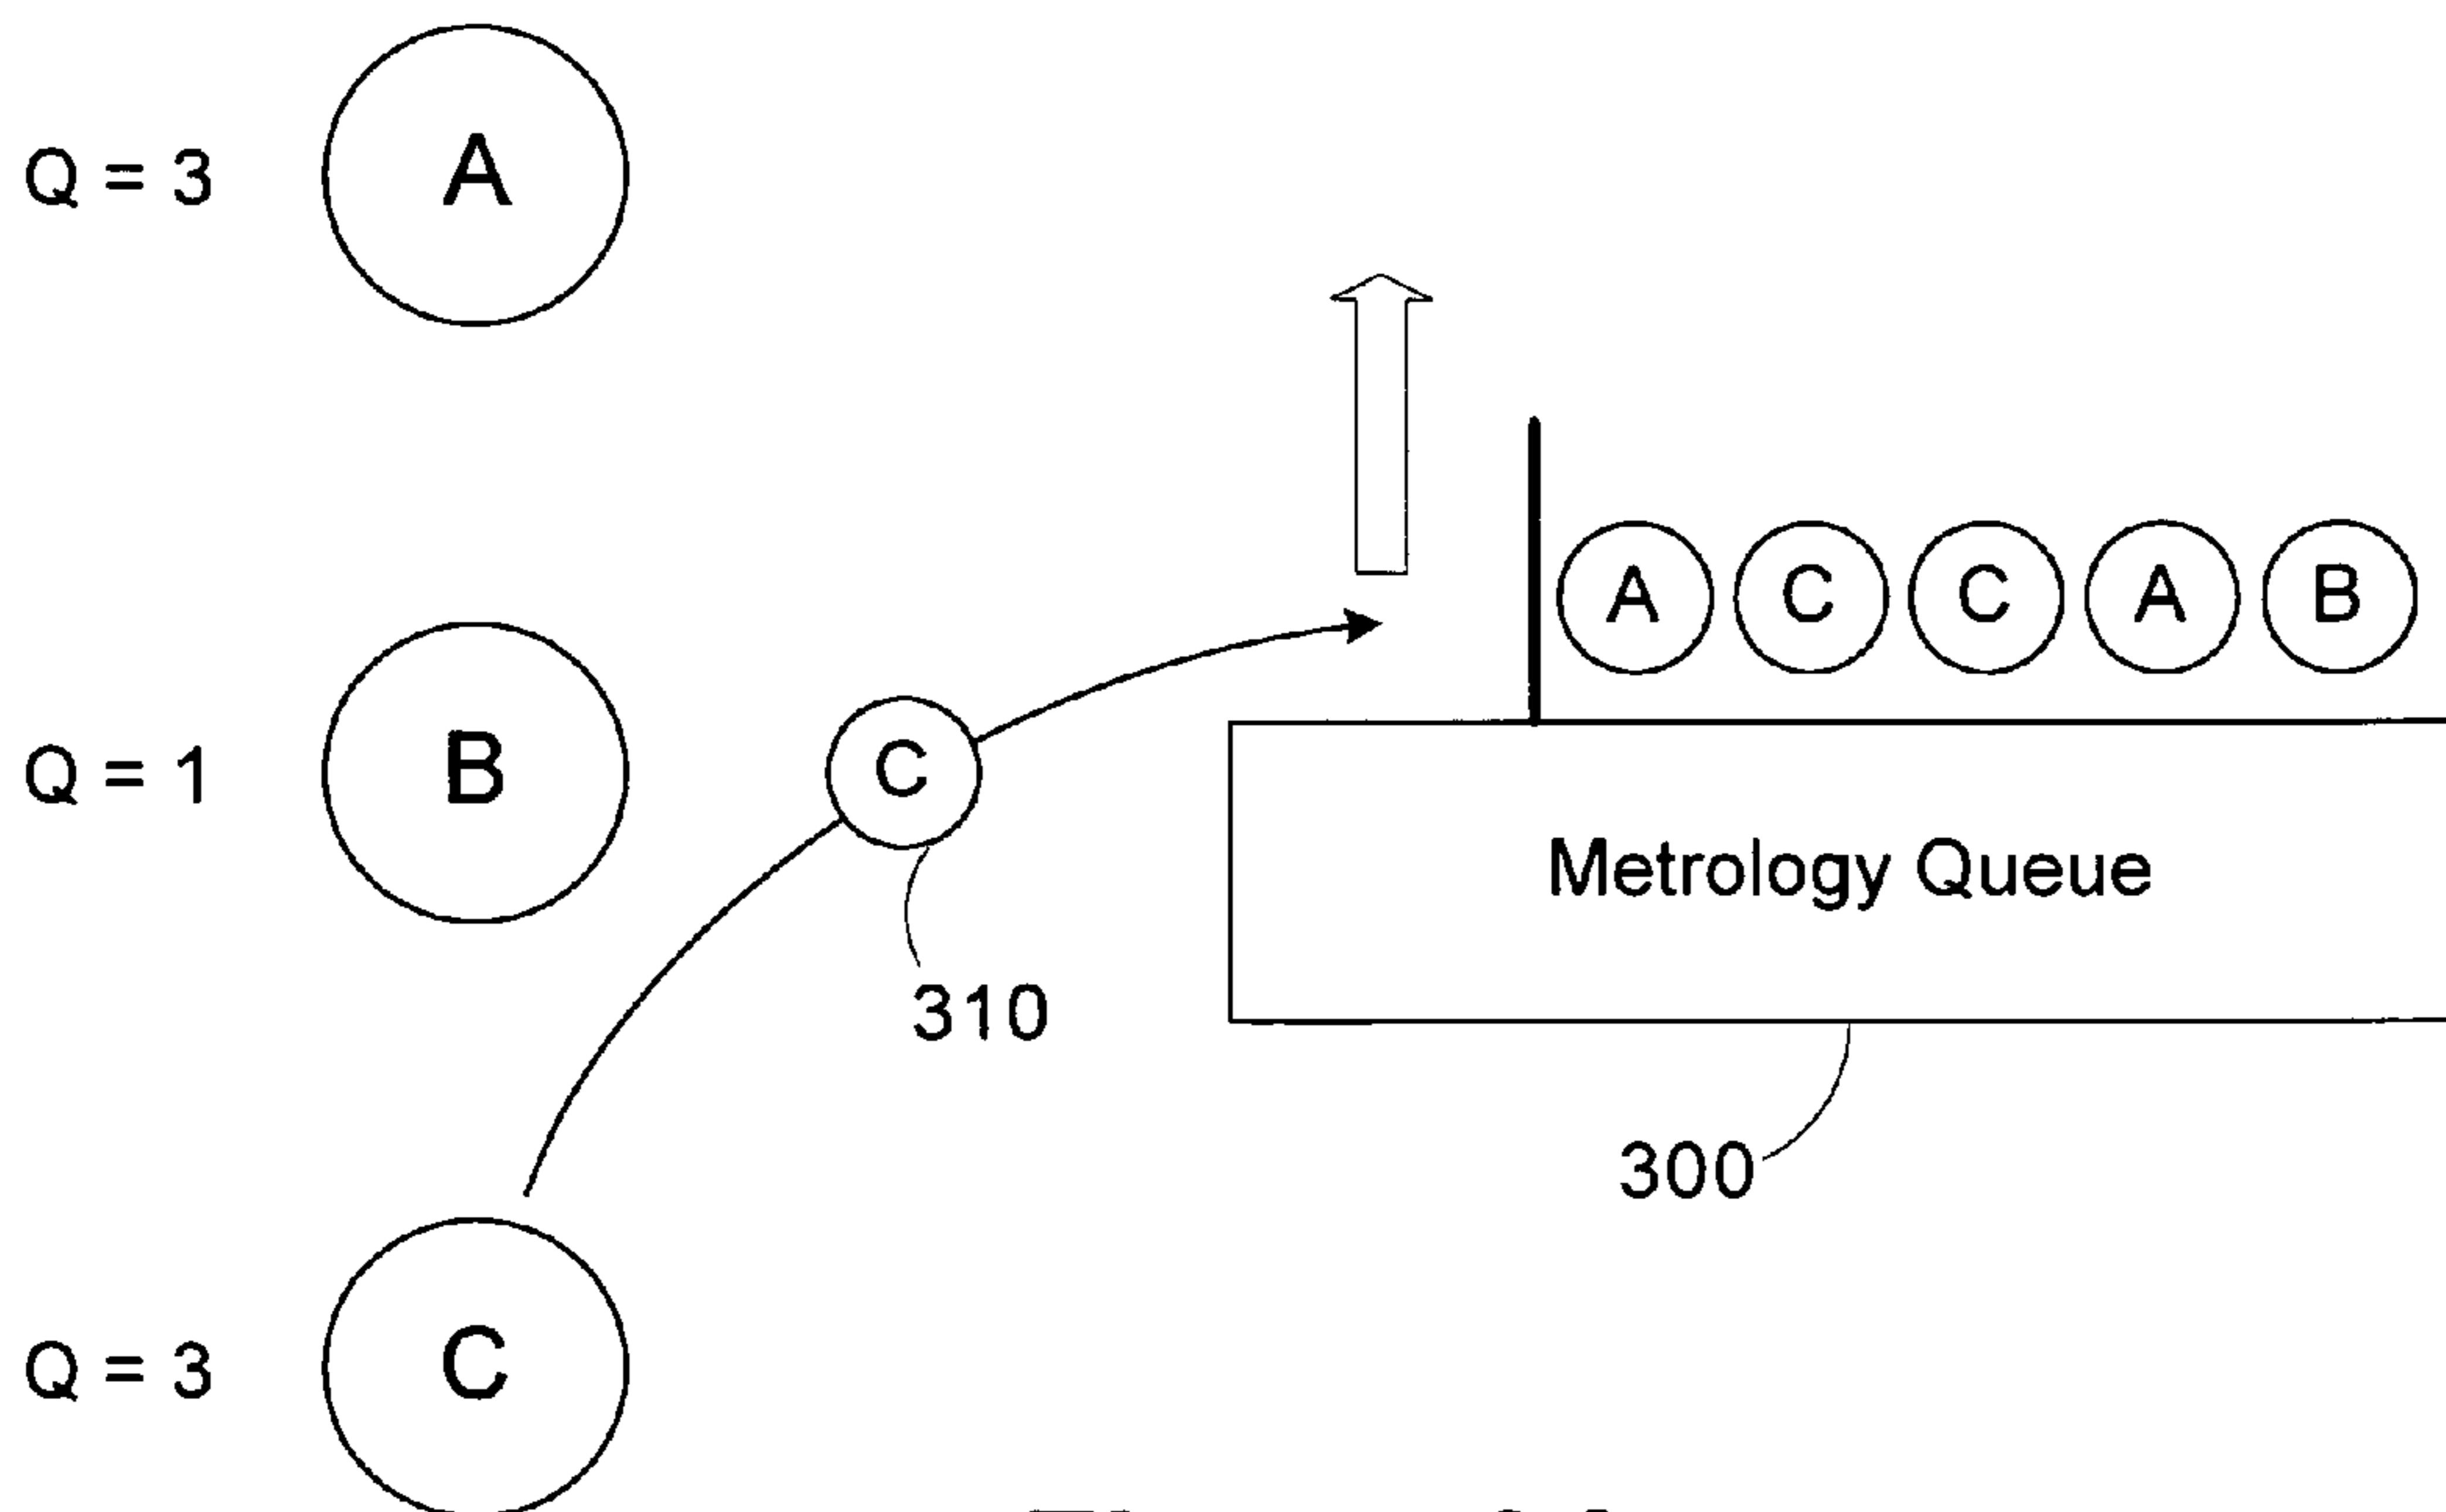 Q = 3
A
A C C A B
Q = 1
B
C
Metrology Queue
310
300
Q = 3
C